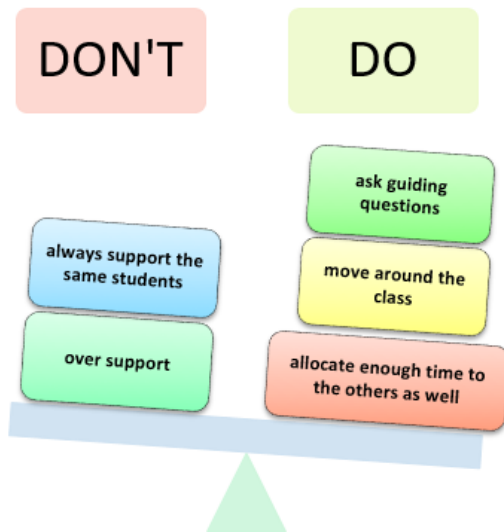 DON'T
DO
always support the
same students
over support
ask guiding
questions
move around the
class
allocate enough time to
the others as well